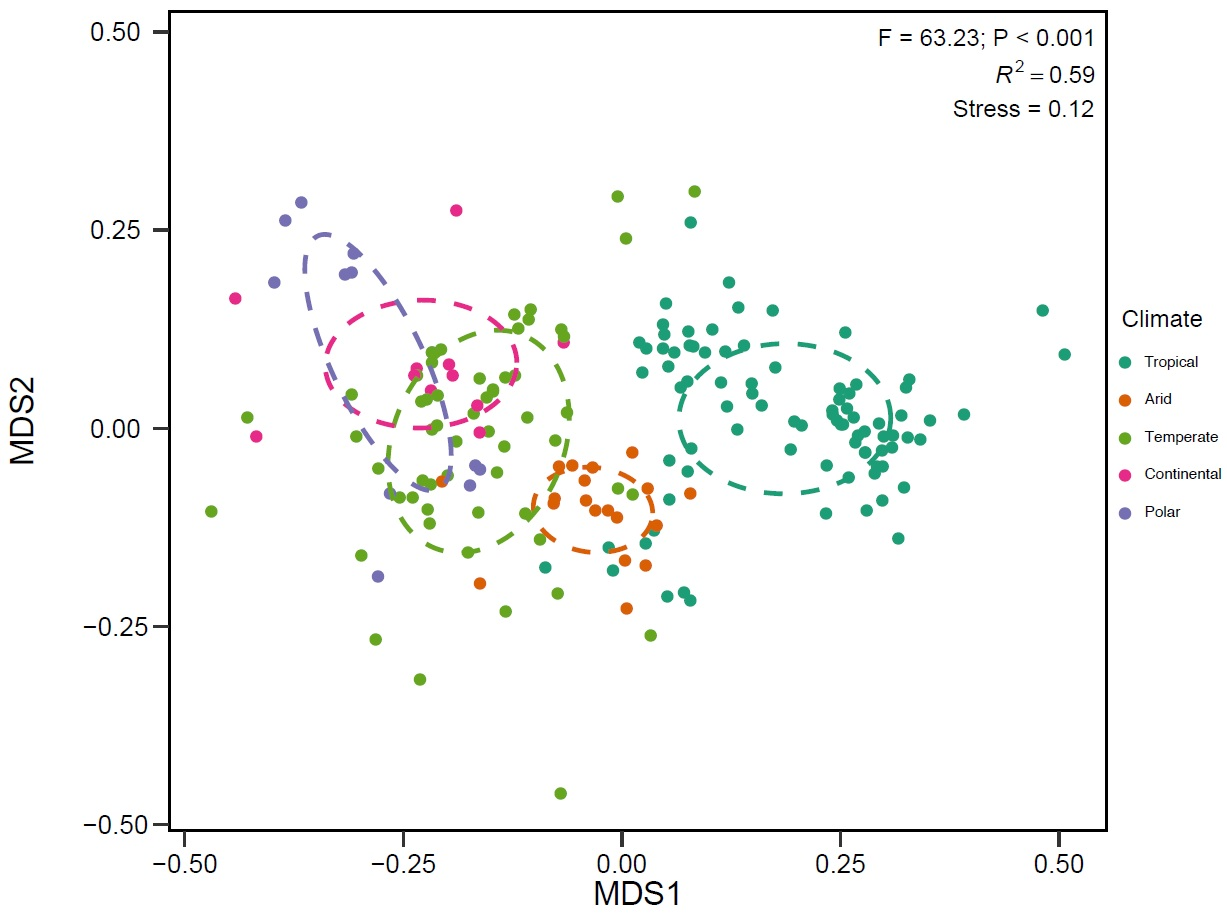 F = 63.23; P < 0.001
R² = 0.59
Stress = 0.12
0.50
0.25
0.00
−0.25
−0.50
MDS2
−0.50
−0.25
0.00
0.25
0.50
MDS1
Climate
Tropical
Arid
Temperate
Continental
Polar